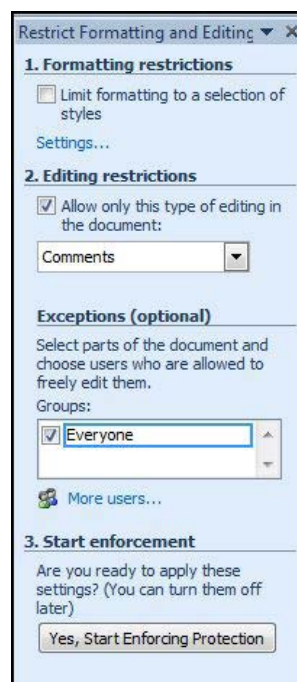 Restrict Formatting and Editing
1. Formatting restrictions
Limit formatting to a selection of
styles
Settings...
2. Editing restrictions
Allow only this type of editing in
the document:
Comments
Exceptions (optional)
Select parts of the document and
choose users who are allowed to
freely edit them.
Groups:
Everyone
More users...
3. Start enforcement
Are you ready to apply these
settings? (You can turn them off
later)
Yes, Start Enforcing Protection